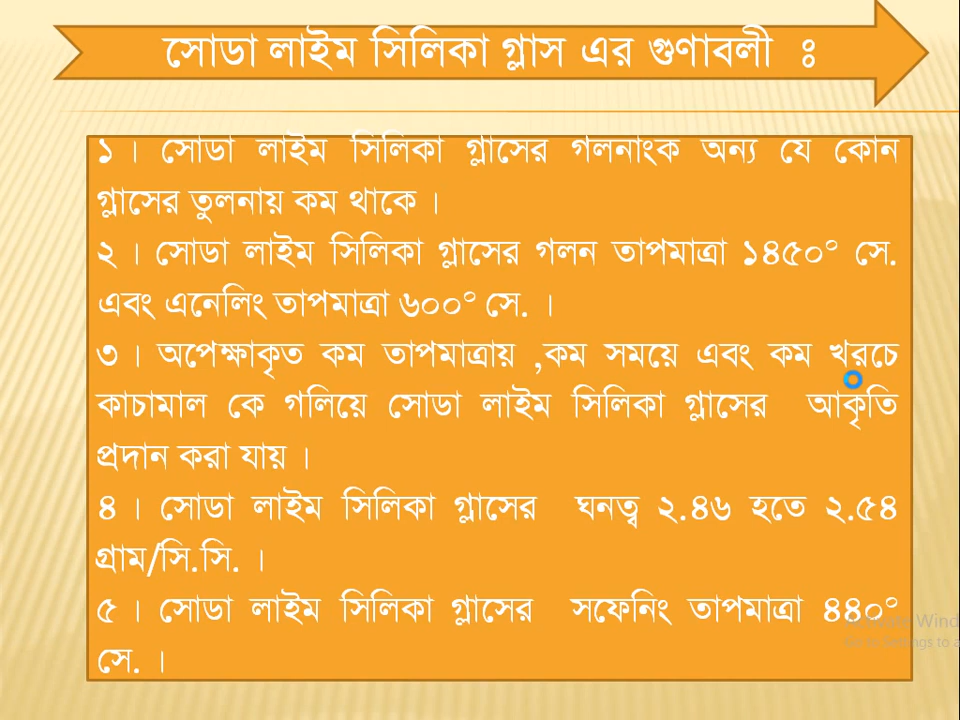 সোডা লাইম সিলিকা গ্লাস এর গুণাবলী ঃ
১। সোডা লাইম সিলিকা গ্লাসের গলনাংক অন্য যে কোন
গ্লাসের তুলনায় কম থাকে।
২। সোডা লাইম সিলিকা গ্লাসের গলন তাপমাত্রা ১৪৫০° সে.
এবং এনেলিং তাপমাত্রা ৬০০° সে. ।
৩। অপেক্ষাকৃত কম তাপমাত্রায় ,কম সময়ে এবং কম খরচে
কাচামাল কে গলিয়ে সোডা লাইম সিলিকা গ্লাসের আকৃতি
প্রদান করা যায়।
৪। সোডা লাইম সিলিকা গ্লাসের ঘনত্ব ২.৪৬ হতে ২.৫৪
গ্রাম/সি.সি. ।
৫। সোডা লাইম সিলিকা গ্লাসের সফেনিং তাপমাত্রা ৪৪০°
সে. ।